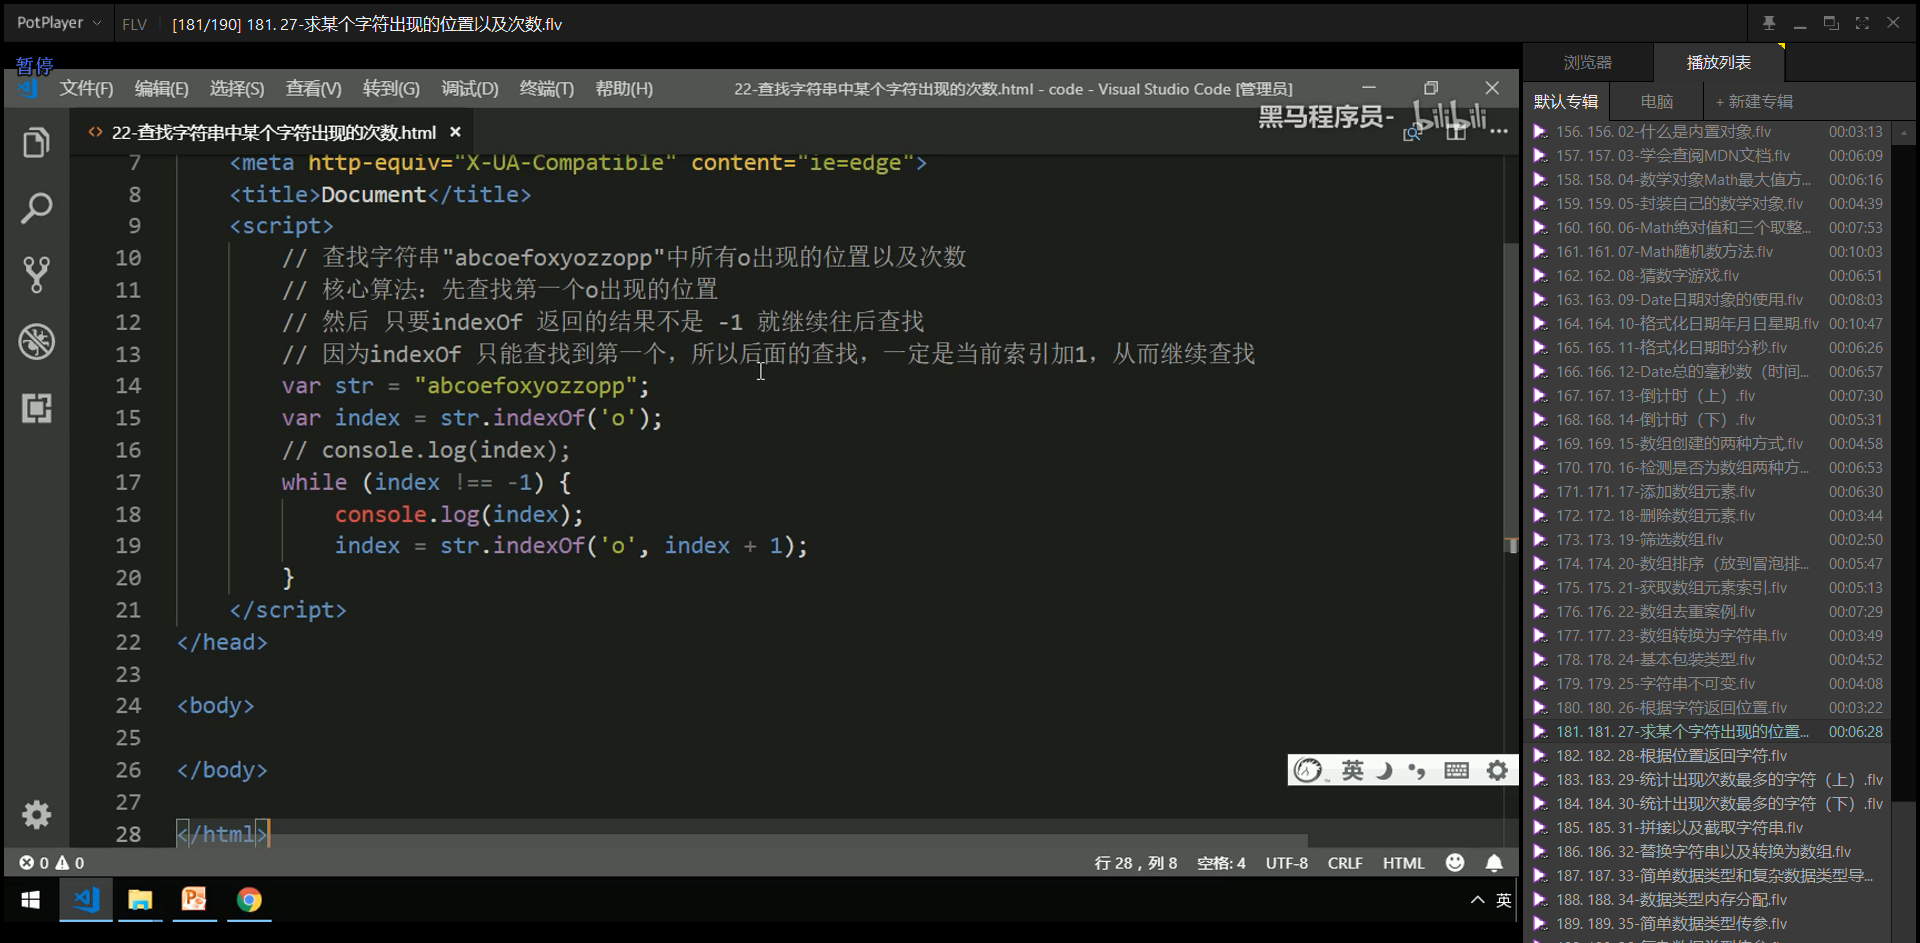 PotPlayer FLV [181/190] 181. 27-求某个字符出现的位置以及次数.flv
暂停
文件(F) 编辑(E) 选择(S) 查看(V) 转到(G) 调试(D) 终端(T) 帮助(H) 22-查找字符串中某个字符出现的次数.html - code - Visual Studio Code [管理员]
黑马程序员- bilibili
<> 22-查找字符串中某个字符出现的次数.html ×
7 <meta http-equiv="X-UA-Compatible" content="ie=edge">
8 <title>Document</title>
9 <script>
10 // 查找字符串"abcoefoxyozzopp"中所有o出现的位置以及次数
11 // 核心算法：先查找第一个o出现的位置
12 // 然后 只要indexOf 返回的结果不是 -1 就继续往后查找
13 // 因为indexOf 只能查找到第一个，所以后面的查找，一定是当前索引加1，从而继续查找
14 var str = "abcoefoxyozzopp";
15 var index = str.indexOf('o');
16 // console.log(index);
17 while (index !== -1) {
18 console.log(index);
19 index = str.indexOf('o', index + 1);
20 }
21 </script>
22 </head>
23
24 <body>
25
26 </body>
27
28 </html>
英
0 0 行 28，列 8 空格: 4 UTF-8 CRLF HTML
英
浏览器 播放列表
默认专辑 电脑 + 新建专辑
156. 156. 02-什么是内置对象.flv 00:03:13
157. 157. 03-学会查阅MDN文档.flv 00:06:09
158. 158. 04-数学对象Math最大值方... 00:06:16
159. 159. 05-封装自己的数学对象.flv 00:04:39
160. 160. 06-Math绝对值和三个取整... 00:07:53
161. 161. 07-Math随机数方法.flv 00:10:03
162. 162. 08-猜数字游戏.flv 00:06:51
163. 163. 09-Date日期对象的使用.flv 00:08:03
164. 164. 10-格式化日期年月日星期.flv 00:10:47
165. 165. 11-格式化日期时分秒.flv 00:06:26
166. 166. 12-Date总的毫秒数（时间... 00:06:57
167. 167. 13-倒计时（上）.flv 00:07:30
168. 168. 14-倒计时（下）.flv 00:05:31
169. 169. 15-数组创建的两种方式.flv 00:04:58
170. 170. 16-检测是否为数组两种方... 00:06:53
171. 171. 17-添加数组元素.flv 00:06:30
172. 172. 18-删除数组元素.flv 00:03:44
173. 173. 19-筛选数组.flv 00:02:50
174. 174. 20-数组排序（放到冒泡排... 00:05:47
175. 175. 21-获取数组元素索引.flv 00:05:13
176. 176. 22-数组去重案例.flv 00:07:29
177. 177. 23-数组转换为字符串.flv 00:03:49
178. 178. 24-基本包装类型.flv 00:04:52
179. 179. 25-字符串不可变.flv 00:04:08
180. 180. 26-根据字符返回位置.flv 00:03:22
181. 181. 27-求某个字符出现的位置... 00:06:28
182. 182. 28-根据位置返回字符.flv
183. 183. 29-统计出现次数最多的字符（上）.flv
184. 184. 30-统计出现次数最多的字符（下）.flv
185. 185. 31-拼接以及截取字符串.flv
186. 186. 32-替换字符串以及转换为数组.flv
187. 187. 33-简单数据类型和复杂数据类型导...
188. 188. 34-数据类型内存分配.flv
189. 189. 35-简单数据类型传参.flv